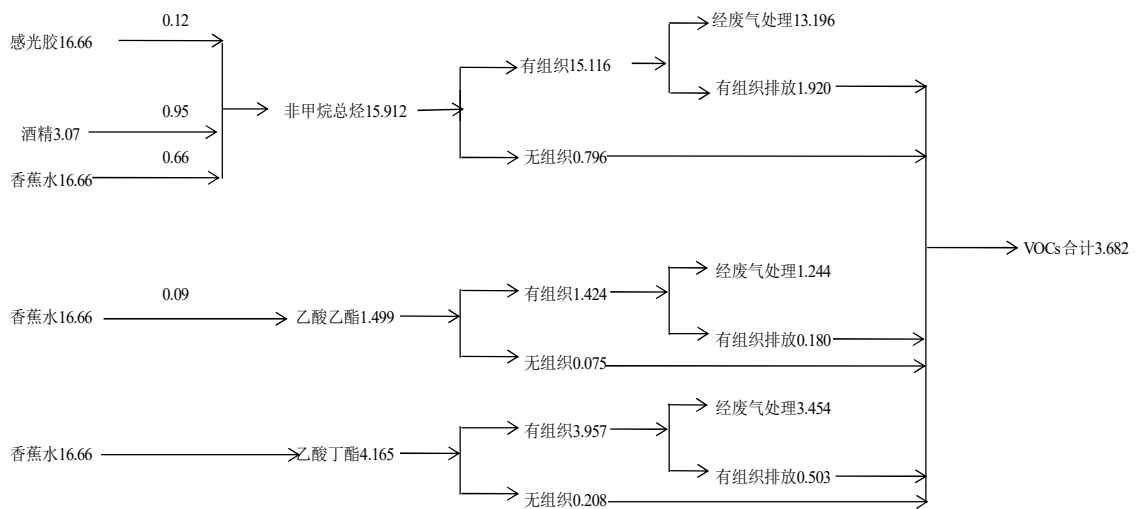 0.12
感光胶16.66
酒精3.07
0.95
香蕉水16.66
0.66
非甲烷总烃15.912
有组织15.116
无组织0.796
经废气处理13.196
有组织排放1.920
香蕉水16.66
0.09
乙酸乙酯1.499
有组织1.424
无组织0.075
经废气处理1.244
有组织排放0.180
香蕉水16.66
乙酸丁酯4.165
有组织3.957
无组织0.208
经废气处理3.454
有组织排放0.503
VOCs合计3.682